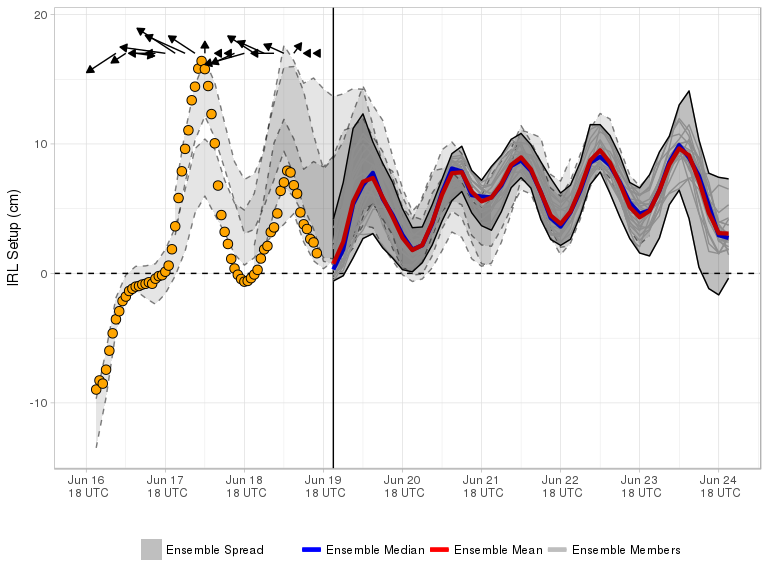 IRL Setup (cm)
20
10
0
-10
Jun 16 Jun 17 Jun 18 Jun 19 Jun 20 Jun 21 Jun 22 Jun 23 Jun 24
18 UTC 18 UTC 18 UTC 18 UTC 18 UTC 18 UTC 18 UTC 18 UTC 18 UTC
Ensemble Spread Ensemble Median Ensemble Mean Ensemble Members